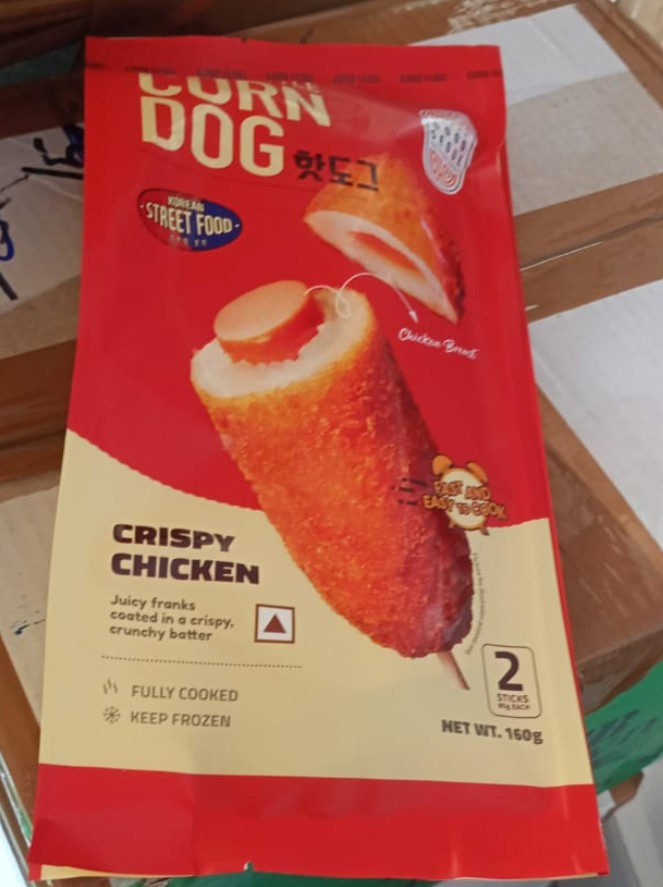 CORN
DOG 핫도그
KOREAN
STREET FOOD
Chicken Breast
FAST AND
EASY TO COOK
CRISPY
CHICKEN
Juicy franks
coated in a crispy,
crunchy batter
FULLY COOKED
KEEP FROZEN
2
STICKS
NET WT. 160g